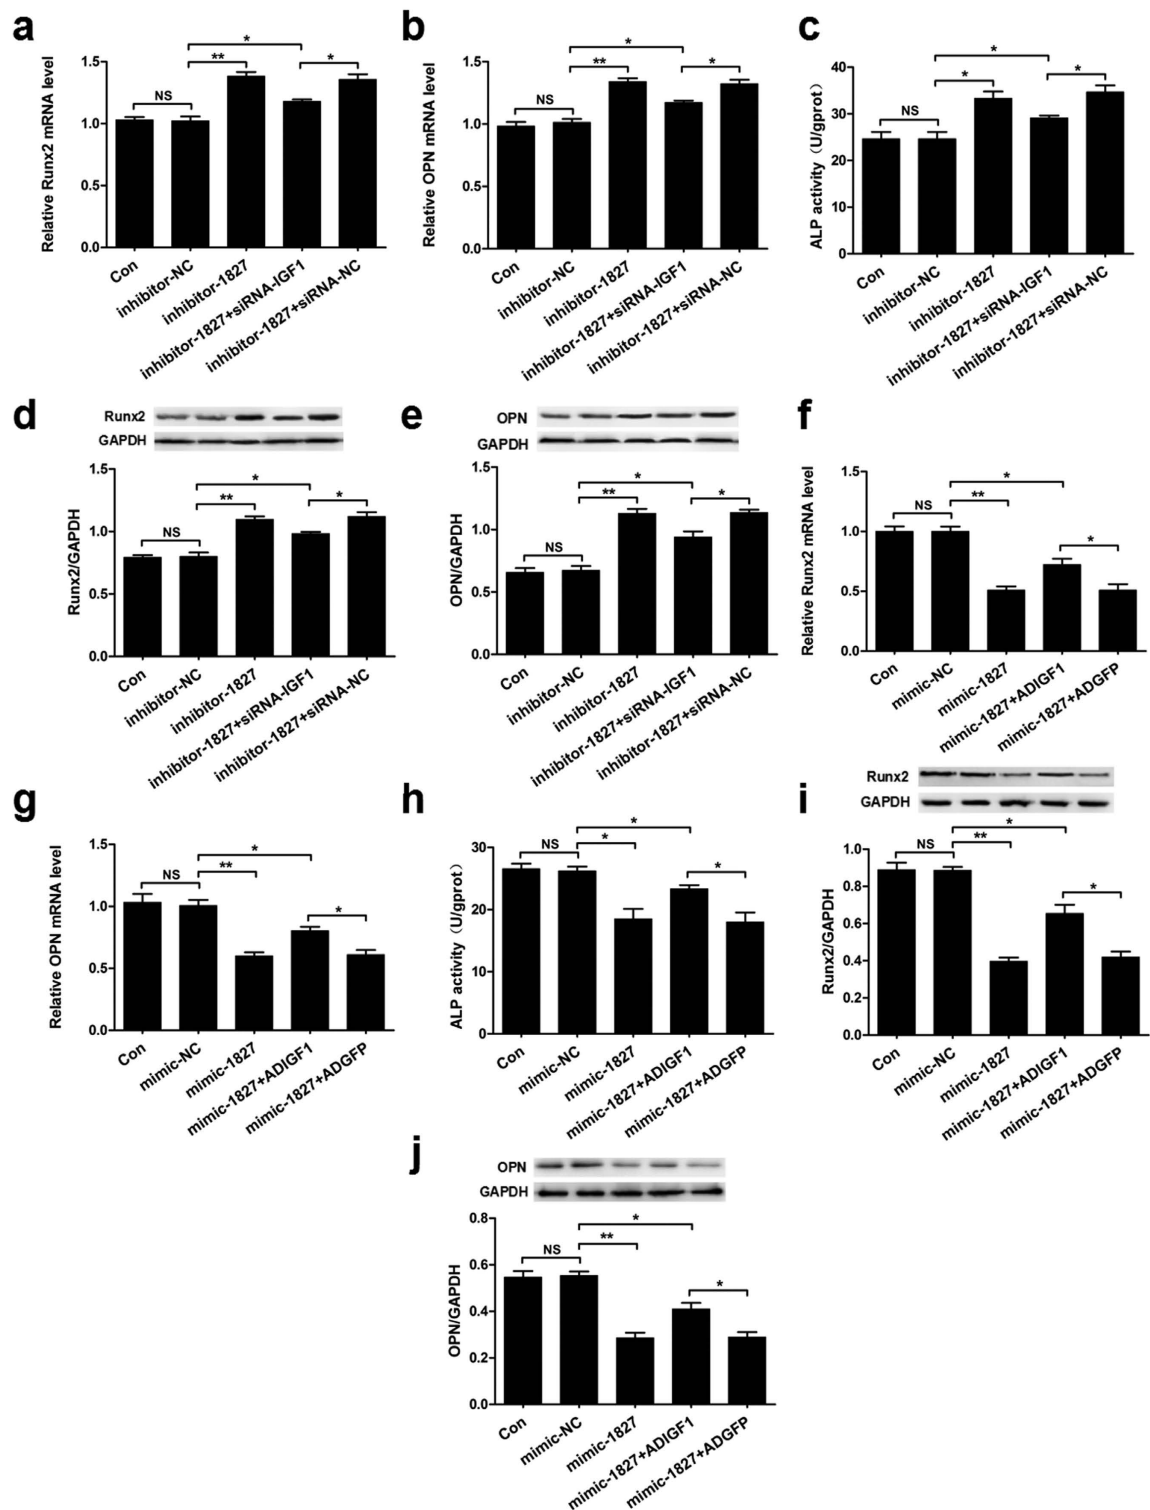 a
Relative Runx2 mRNA level
1.5
1.0
0.5
0.0
NS
**
*
*
Con
inhibitor-NC
inhibitor-1827
inhibitor-1827+siRNA-IGF1
inhibitor-1827+siRNA-NC
b
Relative OPN mRNA level
1.5
1.0
0.5
0.0
NS
**
*
*
Con
inhibitor-NC
inhibitor-1827
inhibitor-1827+siRNA-IGF1
inhibitor-1827+siRNA-NC
c
ALP activity（U/gprot）
40
30
20
10
0
NS
*
*
*
Con
inhibitor-NC
inhibitor-1827
inhibitor-1827+siRNA-IGF1
inhibitor-1827+siRNA-NC
d
Runx2
GAPDH
Runx2/GAPDH
1.5
1.0
0.5
0.0
NS
**
*
*
Con
inhibitor-NC
inhibitor-1827
inhibitor-1827+siRNA-IGF1
inhibitor-1827+siRNA-NC
e
OPN
GAPDH
OPN/GAPDH
1.5
1.0
0.5
0.0
NS
**
*
*
Con
inhibitor-NC
inhibitor-1827
inhibitor-1827+siRNA-IGF1
inhibitor-1827+siRNA-NC
f
Relative Runx2 mRNA level
1.5
1.0
0.5
0.0
NS
**
*
*
Con
mimic-NC
mimic-1827
mimic-1827+ADIGF1
mimic-1827+ADGFP
g
Relative OPN mRNA level
1.5
1.0
0.5
0.0
NS
**
*
*
Con
mimic-NC
mimic-1827
mimic-1827+ADIGF1
mimic-1827+ADGFP
h
ALP activity（U/gprot）
30
20
10
0
NS
*
*
*
Con
mimic-NC
mimic-1827
mimic-1827+ADIGF1
mimic-1827+ADGFP
i
Runx2
GAPDH
Runx2/GAPDH
1.0
0.8
0.6
0.4
0.2
0.0
NS
**
*
*
Con
mimic-NC
mimic-1827
mimic-1827+ADIGF1
mimic-1827+ADGFP
j
OPN
GAPDH
OPN/GAPDH
0.8
0.6
0.4
0.2
0.0
NS
**
*
*
Con
mimic-NC
mimic-1827
mimic-1827+ADIGF1
mimic-1827+ADGFP